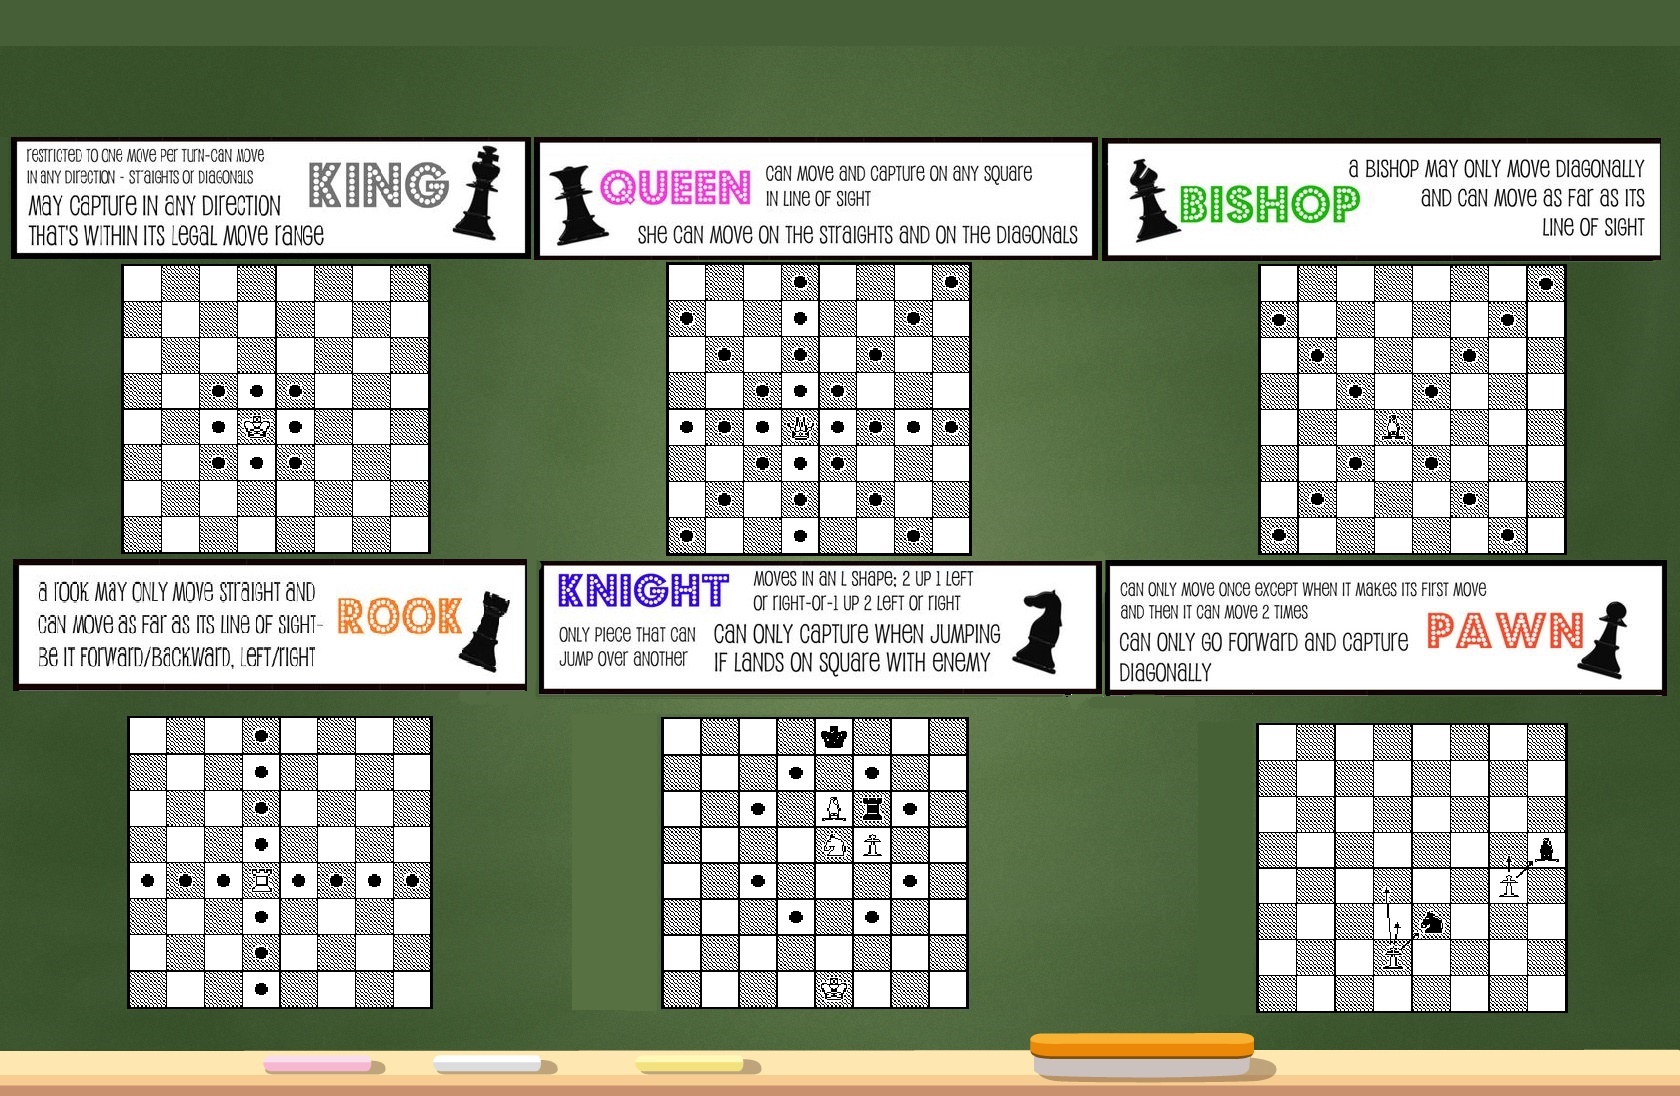 RESTRICTED TO ONE MOVE PER TURN-CAN MOVE
IN ANY DIRECTION - STAIGHTS OR DIAGONALS
MAY CAPTURE IN ANY DIRECTION
THAT'S WITHIN ITS LEGAL MOVE RANGE
KING
QUEEN
CAN MOVE AND CAPTURE ON ANY SQUARE
IN LINE OF SIGHT
SHE CAN MOVE ON THE STRAIGHTS AND ON THE DIAGONALS
BISHOP
A BISHOP MAY ONLY MOVE DIAGONALLY
AND CAN MOVE AS FAR AS ITS
LINE OF SIGHT
A ROOK MAY ONLY MOVE STRAIGHT AND
CAN MOVE AS FAR AS ITS LINE OF SIGHT-
BE IT FORWARD/BACKWARD, LEFT/RIGHT
ROOK
KNIGHT
MOVES IN AN L SHAPE: 2 UP 1 LEFT
OR RIGHT-OR-1 UP 2 LEFT OR RIGHT
ONLY PIECE THAT CAN
JUMP OVER ANOTHER
CAN ONLY CAPTURE WHEN JUMPING
IF LANDS ON SQUARE WITH ENEMY
CAN ONLY MOVE ONCE EXCEPT WHEN IT MAKES ITS FIRST MOVE
AND THEN IT CAN MOVE 2 TIMES
CAN ONLY GO FORWARD AND CAPTURE
DIAGONALLY
PAWN